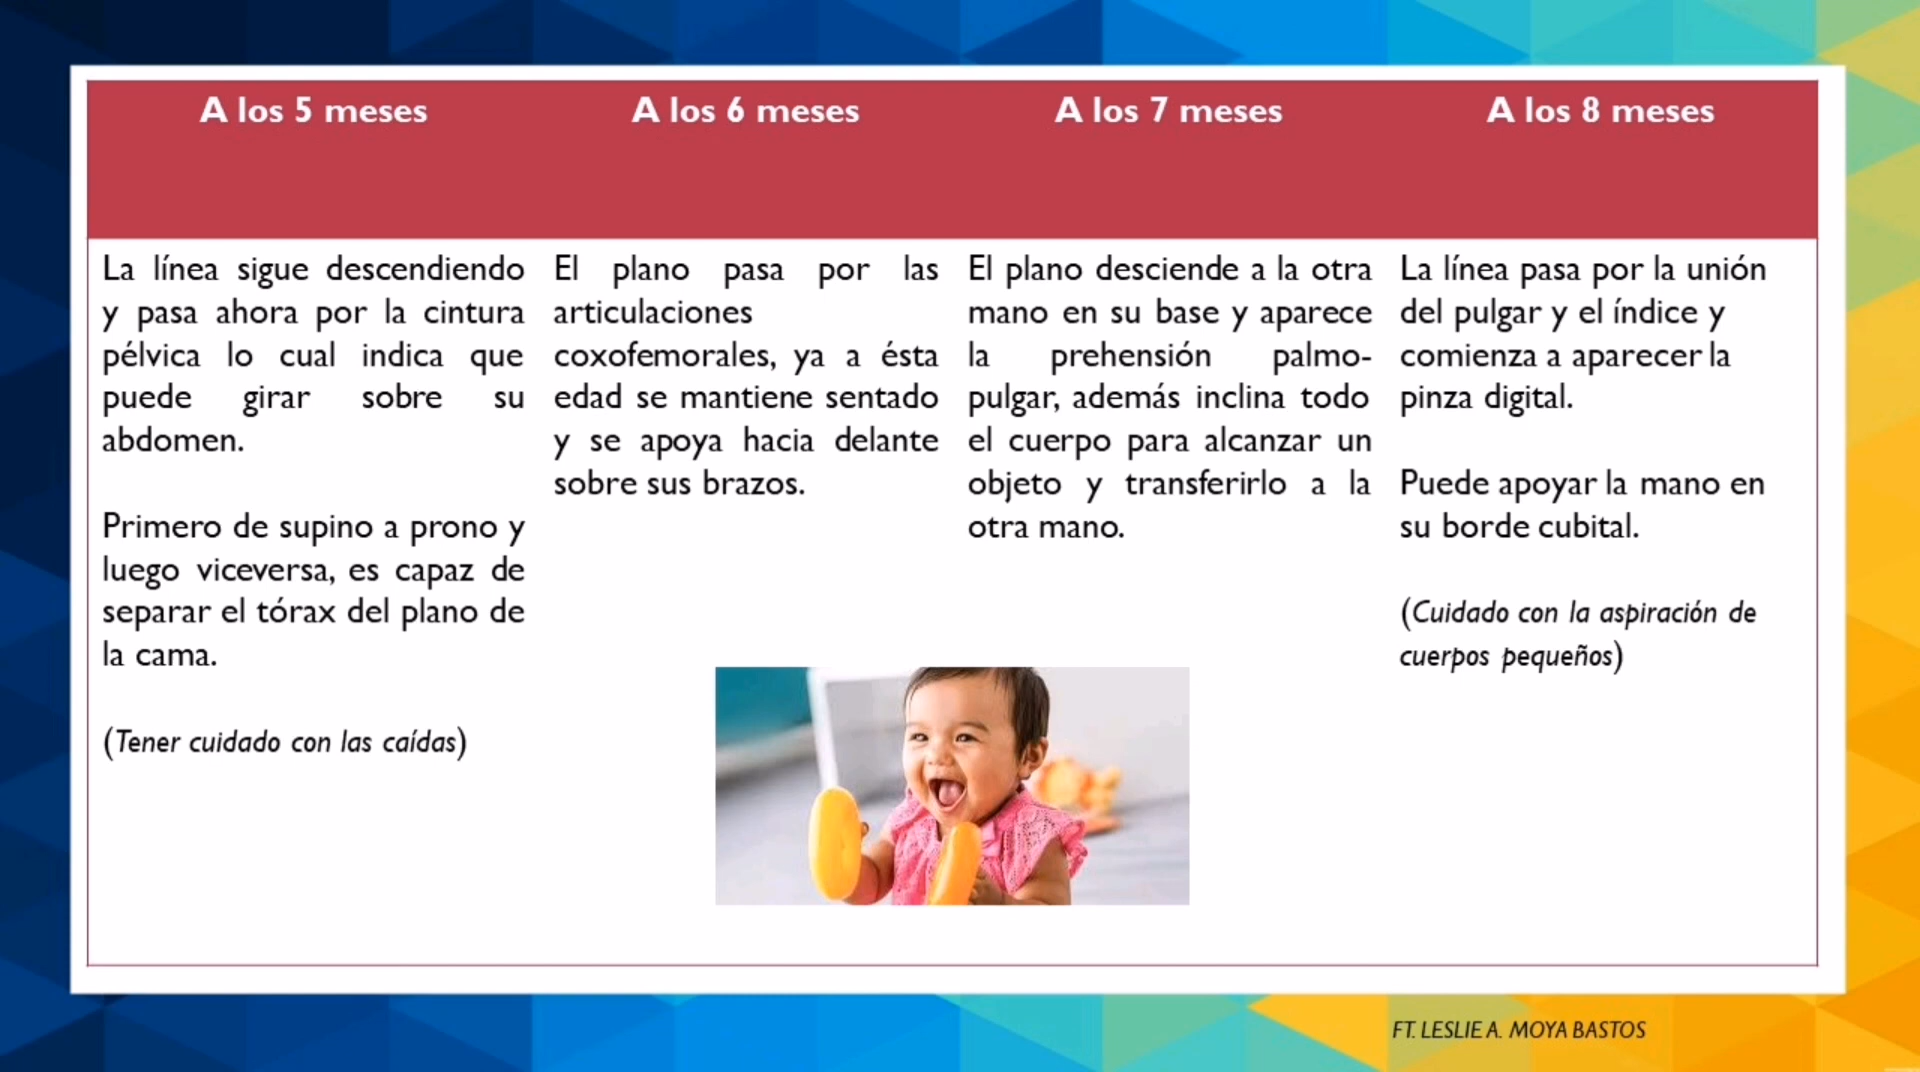 A los 5 meses
La línea sigue descendiendo
y pasa ahora por la cintura
pélvica lo cual indica que
puede girar sobre su
abdomen.
Primero de supino a prono y
luego viceversa, es capaz de
separar el tórax del plano de
la cama.
(Tener cuidado con las caídas)
A los 6 meses
El plano pasa por las
articulaciones
coxofemorales, ya a ésta
edad se mantiene sentado
y se apoya hacia delante
sobre sus brazos.
A los 7 meses
El plano desciende a la otra
mano en su base y aparece
la prehensión palmo-
pulgar, además inclina todo
el cuerpo para alcanzar un
objeto y transferirlo a la
otra mano.
A los 8 meses
La línea pasa por la unión
del pulgar y el índice y
comienza a aparecer la
pinza digital.
Puede apoyar la mano en
su borde cubital.
(Cuidado con la aspiración de
cuerpos pequeños)
FT. LESLIE A. MOYA BASTOS